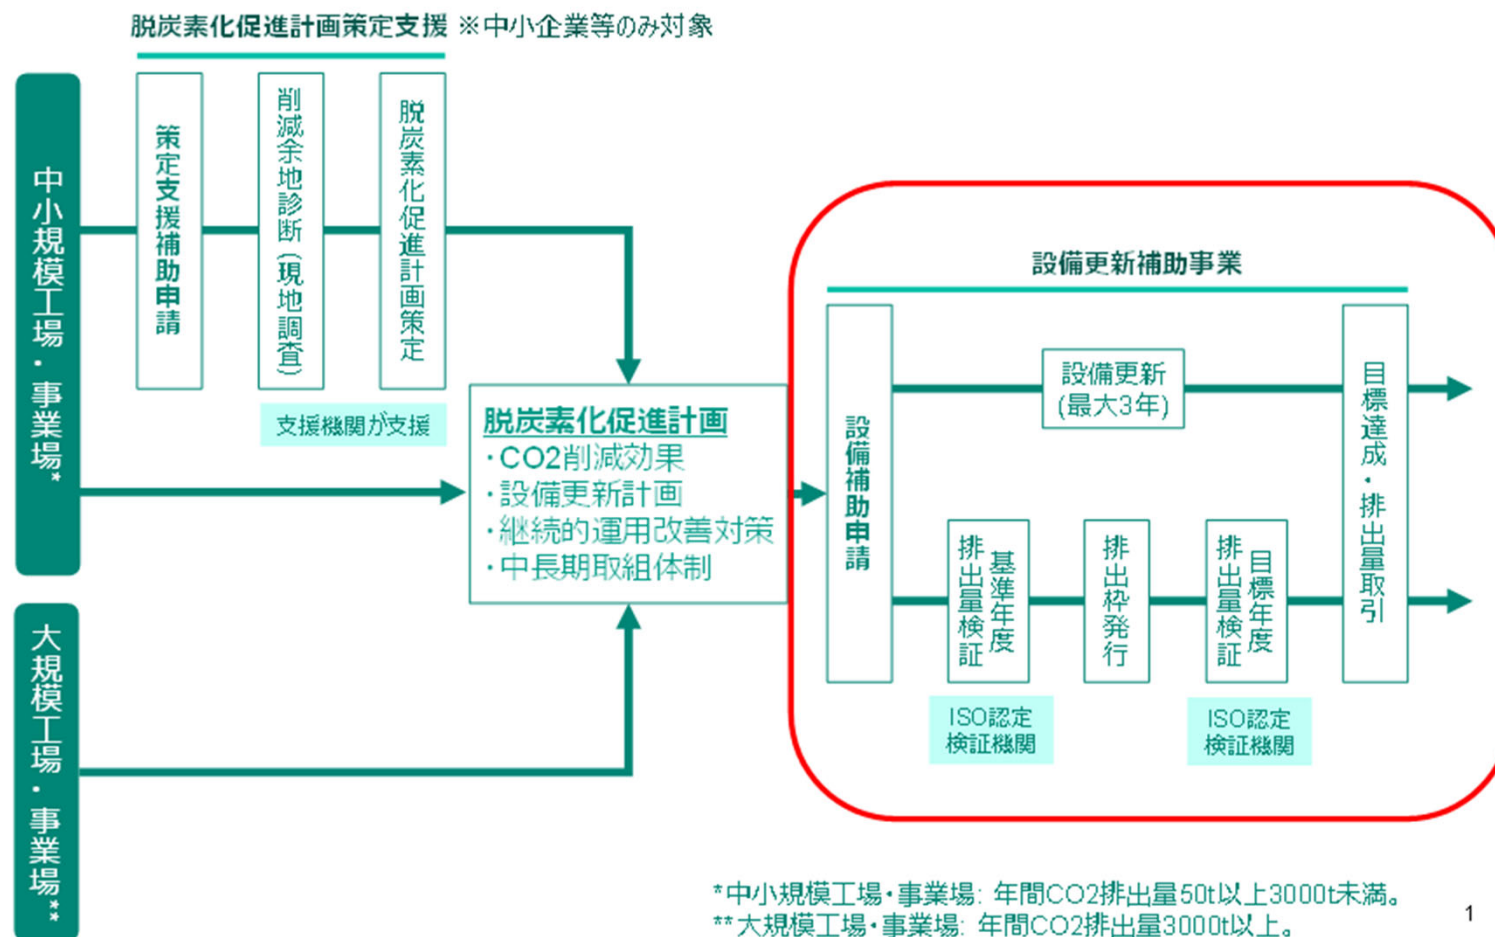 脱炭素化促進計画策定支援 ※中小企業等のみ対象
中小規模工場・事業場*
策定支援補助申請
削減余地診断（現地調査）
脱炭素化促進計画策定
支援機関が支援
大規模工場・事業場**
脱炭素化促進計画
・CO2削減効果
・設備更新計画
・継続的運用改善対策
・中長期取組体制
設備更新補助事業
設備補助申請
設備更新
(最大3年)
基準年度
排出量検証
ISO認定
検証機関
排出枠発行
目標年度
排出量検証
ISO認定
検証機関
目標達成・排出量取引
*中小規模工場・事業場: 年間CO2排出量50t以上3000t未満。
**大規模工場・事業場: 年間CO2排出量3000t以上。
1